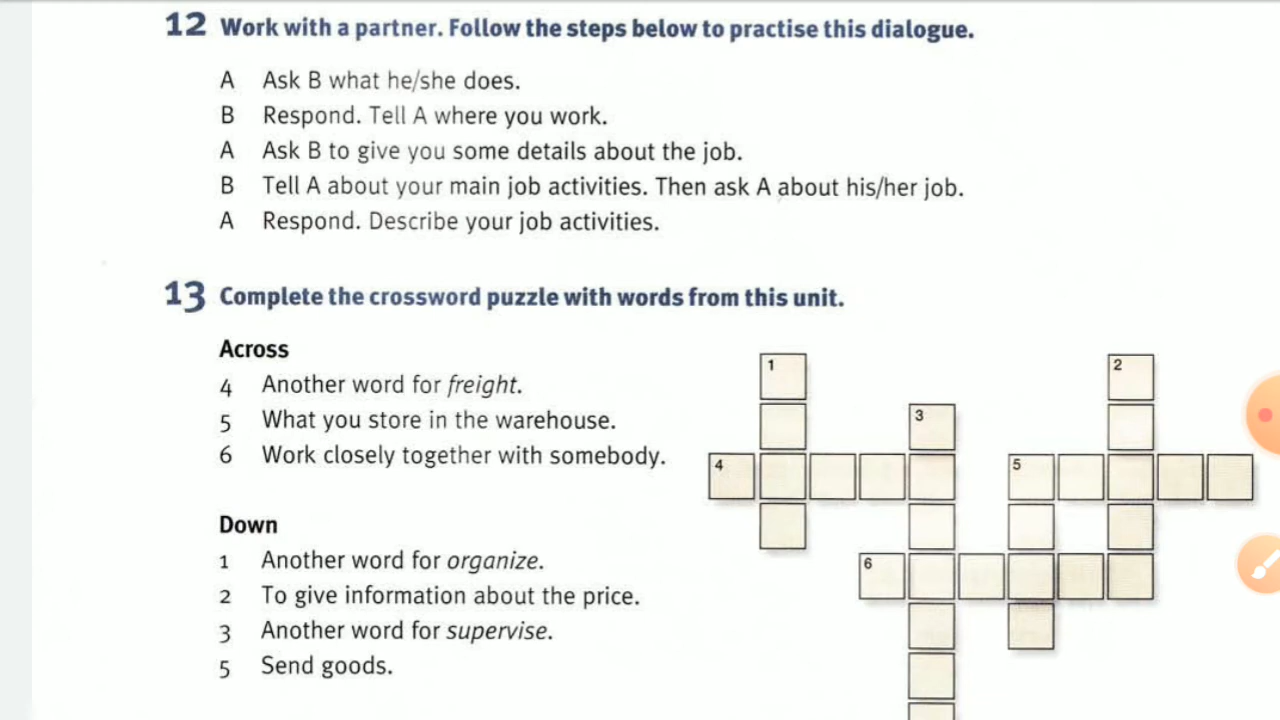 12 Work with a partner. Follow the steps below to practise this dialogue.
A Ask B what he/she does.
B Respond. Tell A where you work.
A Ask B to give you some details about the job.
B Tell A about your main job activities. Then ask A about his/her job.
A Respond. Describe your job activities.
13 Complete the crossword puzzle with words from this unit.
Across
4 Another word for freight.
5 What you store in the warehouse.
6 Work closely together with somebody.
Down
1 Another word for organize.
2 To give information about the price.
3 Another word for supervise.
5 Send goods.
1
2
3
4
5
6